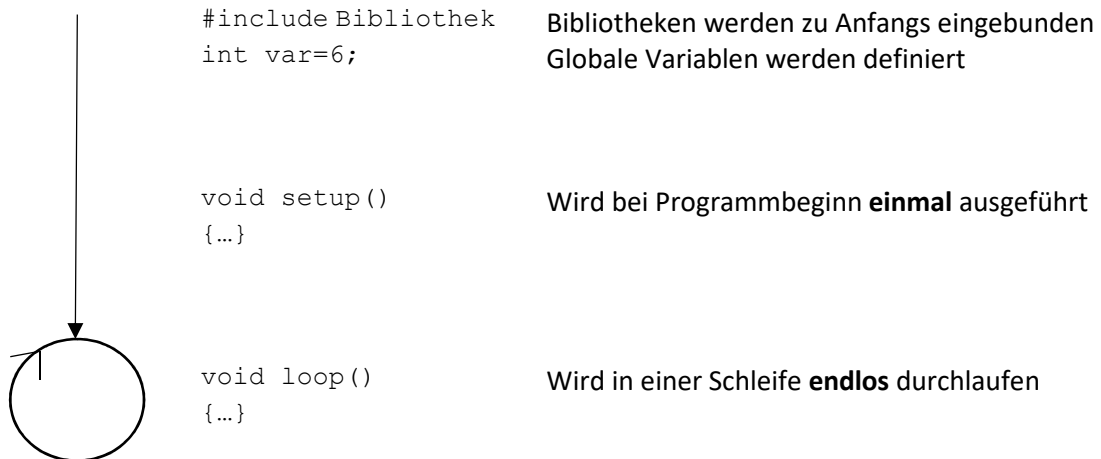 #include Bibliothek Bibliotheken werden zu Anfangs eingebunden
int var=6; Globale Variablen werden definiert
void setup() Wird bei Programmbeginn einmal ausgeführt
{…}
void loop() Wird in einer Schleife endlos durchlaufen
{…}